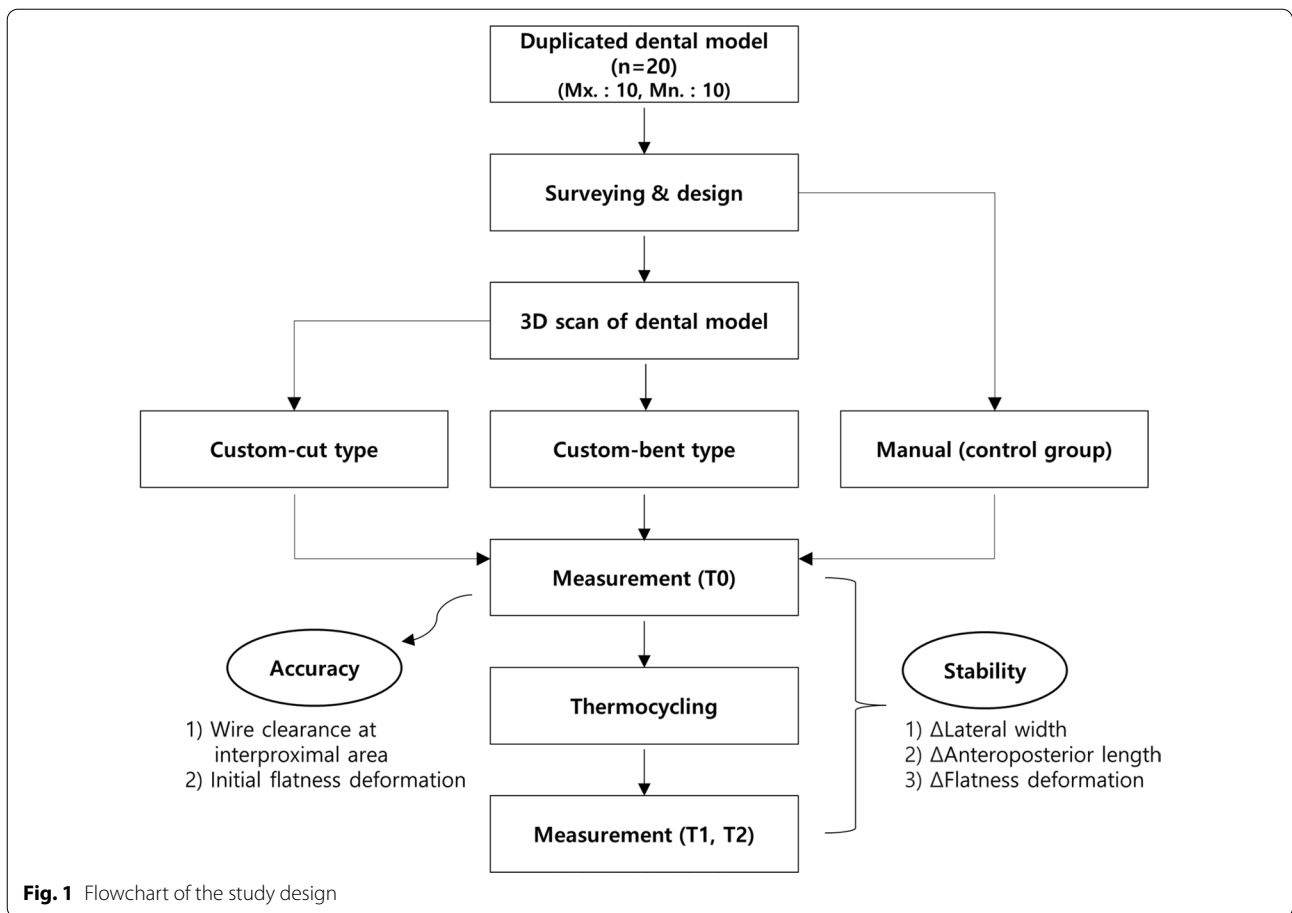 Duplicated dental model
(n=20)
(Mx. : 10, Mn. : 10)
Surveying & design
3D scan of dental model
Custom-cut type
Custom-bent type
Manual (control group)
Measurement (T0)
Accuracy
1) Wire clearance at
interproximal area
2) Initial flatness deformation
Thermocycling
Stability
1) ΔLateral width
2) ΔAnteroposterior length
3) ΔFlatness deformation
Measurement (T1, T2)
Fig. 1 Flowchart of the study design